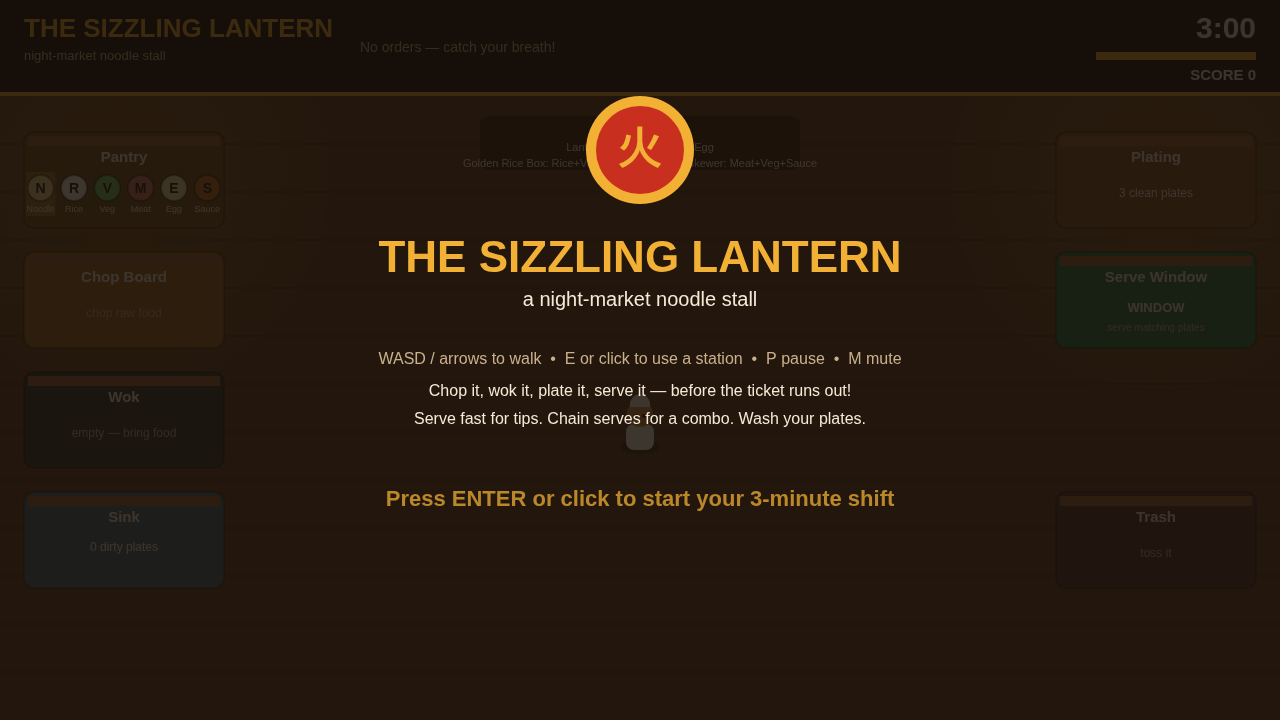 THE SIZZLING LANTERN
night-market noodle stall
No orders — catch your breath!
3:00
SCORE 0
Pantry
N R V M E S
Noodle Rice Veg Meat Egg Sauce
Chop Board
chop raw food
Wok
empty — bring food
Sink
0 dirty plates
火
Egg
Golden Rice Box: Rice+V
kewer: Meat+Veg+Sauce
THE SIZZLING LANTERN
a night-market noodle stall
WASD / arrows to walk • E or click to use a station • P pause • M mute
Chop it, wok it, plate it, serve it — before the ticket runs out!
Serve fast for tips. Chain serves for a combo. Wash your plates.
Press ENTER or click to start your 3-minute shift
Plating
3 clean plates
Serve Window
WINDOW
serve matching plates
Trash
toss it